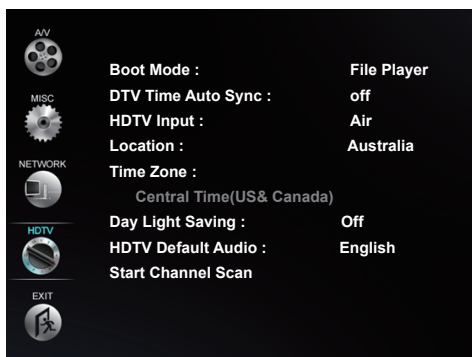 A/V
MISC
NETWORK
HDTV
EXIT
Boot Mode : File Player
DTV Time Auto Sync : off
HDTV Input : Air
Location : Australia
Time Zone :
Central Time(US& Canada)
Day Light Saving : Off
HDTV Default Audio : English
Start Channel Scan